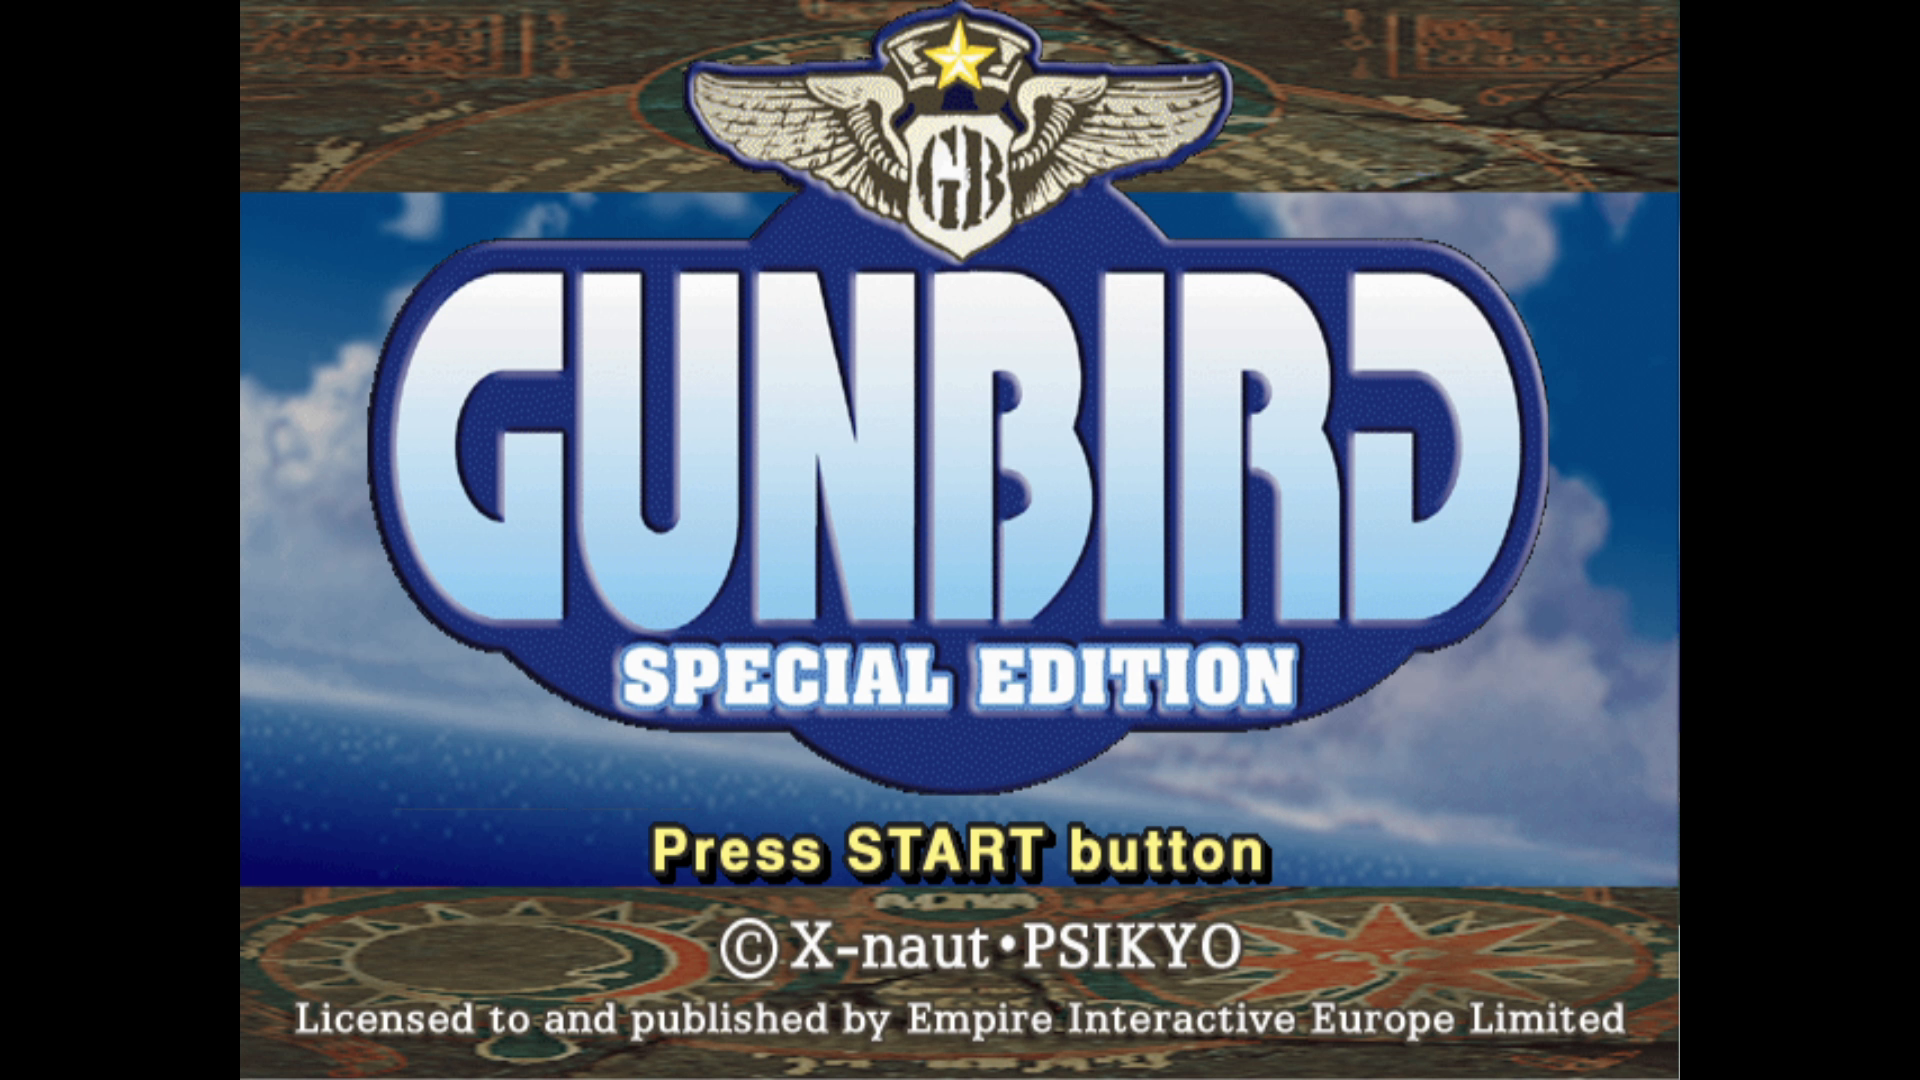 GB
GUNBIRD
SPECIAL EDITION
Press START button
©X-naut•PSIKYO
Licensed to and published by Empire Interactive Europe Limited